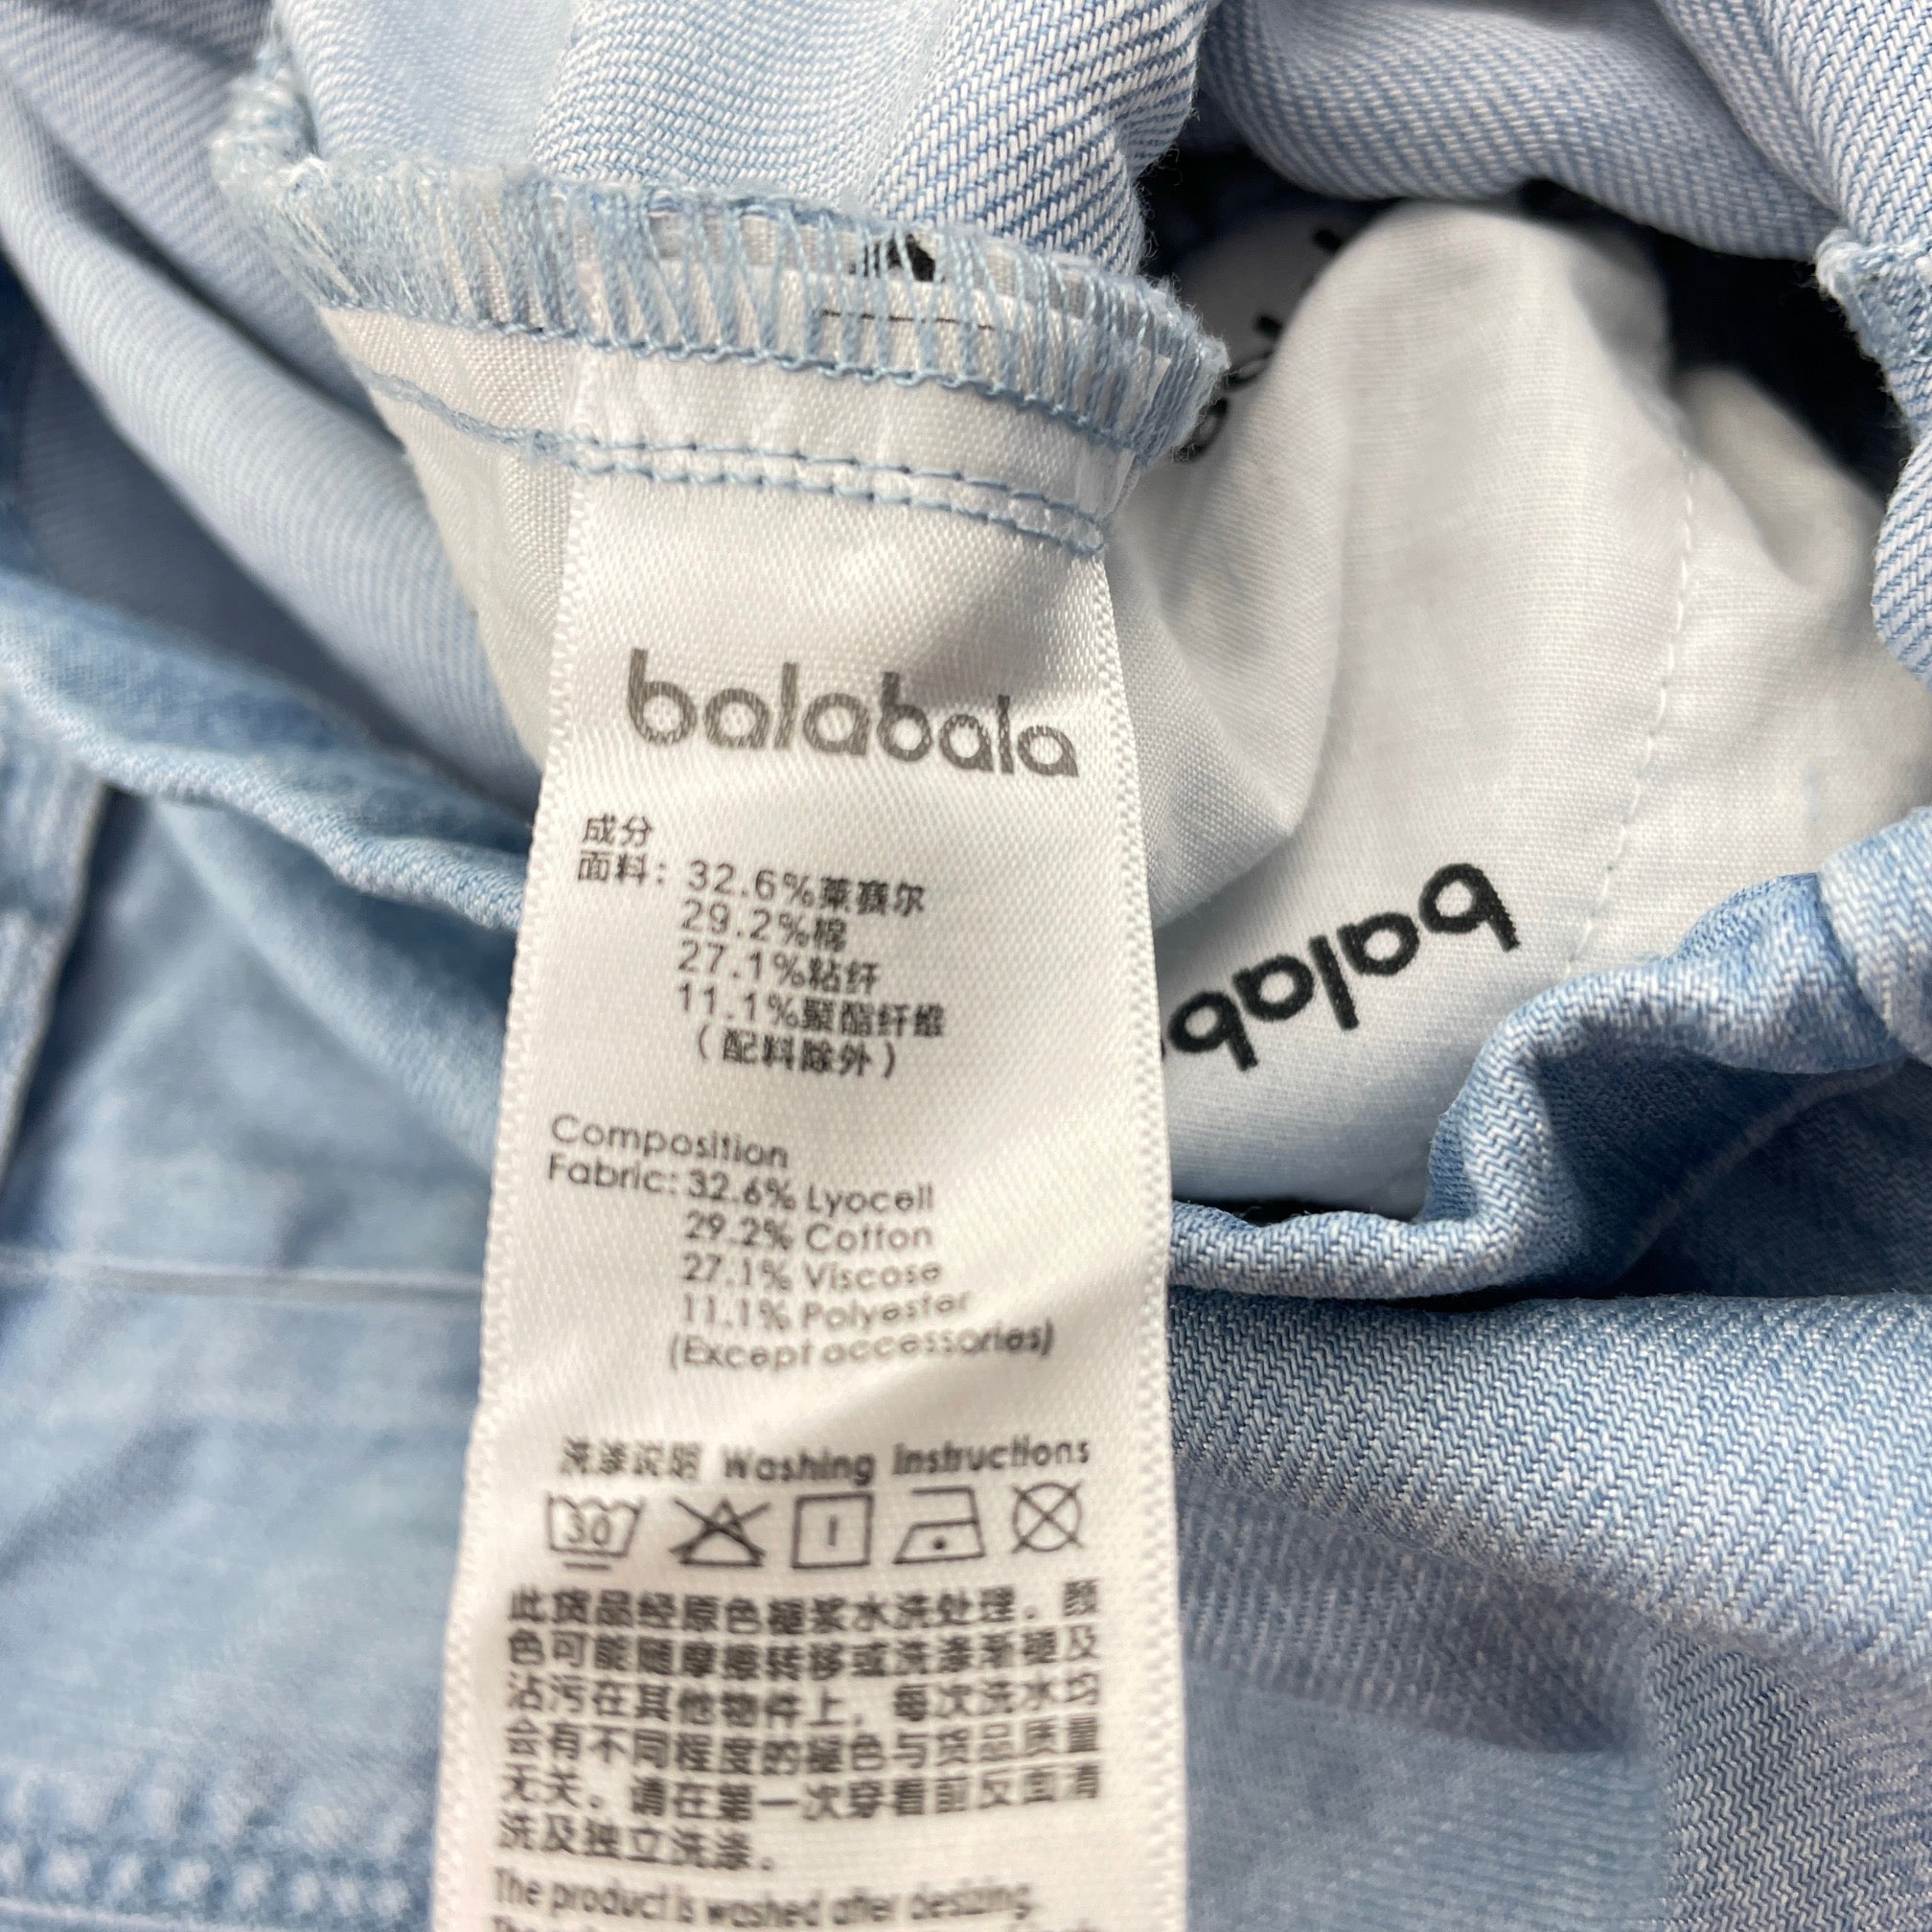 balabala
成分
面料: 32.6%莱赛尔
29.2%棉
27.1%粘纤
11.1%聚酯纤维
(配料除外)
Composition
Fabric: 32.6% Lyocell
29.2% Cotton
27.1% Viscose
11.1% Polyester
(Except accessories)
洗涤说明 Washing Instructions
30
此货品经原色褪浆水洗处理。颜
色可能随摩擦转移或洗涤渐褪及
沾污在其他物件上，每次洗水均
会有不同程度的褪色与货品质量
无关。请在第一次穿着前反面清
洗及独立洗涤。
The product is washed after desizing.
balab